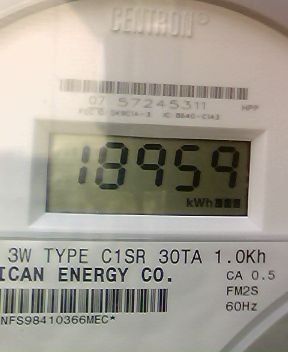 CENTRON®
07 57245311 HPP
18959
kWh
3W TYPE C1SR 30TA 1.0Kh
ICAN ENERGY CO.
CA 0.5
FM2S
60Hz
NFS98410366MEC*